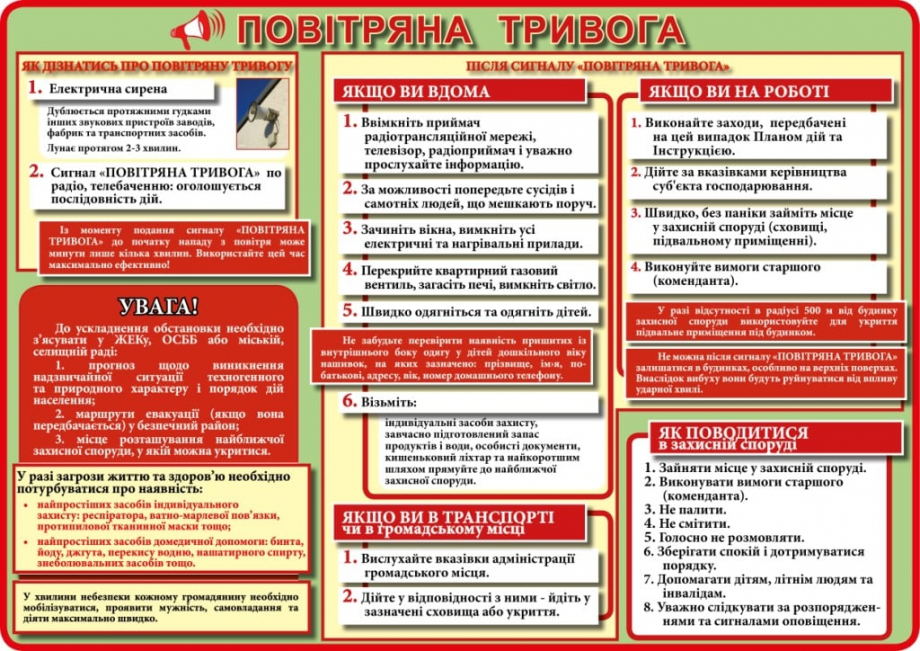 ПОВІТРЯНА ТРИВОГА
ЯК ДІЗНАТИСЬ ПРО ПОВІТРЯНУ ТРИВОГУ
1. Електрична сирена
Дублюється протяжними гудками
інших звукових пристроїв заводів,
фабрик та транспортних засобів.
Лунає протягом 2-3 хвилин.
2. Сигнал «ПОВІТРЯНА ТРИВОГА» по
радіо, телебаченню: оголошується
послідовність дій.
Із моменту подання сигналу «ПОВІТРЯНА
ТРИВОГА» до початку нападу з повітря може
минути лише кілька хвилин. Використайте цей час
максимально ефективно!
УВАГА!
До ускладнення обстановки необхідно
з’ясувати у ЖЕКу, ОСББ або міській,
селищній раді:
1. прогноз щодо виникнення
надзвичайної ситуації техногенного
та природного характеру і порядок дій
населення;
2. маршрути евакуації (якщо вона
передбачається) у безпечний район;
3. місце розташування найближчої
захисної споруди, у якій можна укритися.
У разі загрози життю та здоров’ю необхідно
потурбуватися про наявність:
• найпростіших засобів індивідуального
захисту: респіратора, ватно-марлевої пов’язки,
протипилової тканинної маски тощо;
• найпростіших засобів домедичної допомоги: бинта,
йоду, джгута, перекису водню, нашатирного спирту,
знеболювальних засобів тощо.
У хвилини небезпеки кожному громадянину необхідно
мобілізуватися, проявити мужність, самовладання та
діяти максимально швидко.
ПІСЛЯ СИГНАЛУ «ПОВІТРЯНА ТРИВОГА»
ЯКЩО ВИ ВДОМА
1. Ввімкніть приймач
радіотрансляційної мережі,
телевізор, радіоприймач і уважно
прослухайте інформацію.
2. За можливості попередьте сусідів і
самотніх людей, що мешкають поруч.
3. Зачиніть вікна, вимкніть усі
електричні та нагрівальні прилади.
4. Перекрийте квартирний газовий
вентиль, загасіть печі, вимкніть світло.
5. Швидко одягніться та одягніть дітей.
Не забудьте перевірити наявність пришитих із
внутрішнього боку одягу у дітей дошкільного віку
нашивок, на яких зазначено: прізвище, ім’я, по-
батькові, адресу, вік, номер домашнього телефону.
6. Візьміть:
індивідуальні засоби захисту,
завчасно підготовлений запас
продуктів і води, особисті документи,
кишеньковий ліхтар та найкоротшим
шляхом прямуйте до найближчої
захисної споруди.
ЯКЩО ВИ В ТРАНСПОРТІ
чи в громадському місці
1. Вислухайте вказівки адміністрації
громадського місця.
2. Дійте у відповідності з ними - йдіть у
зазначені сховища або укриття.
ЯКЩО ВИ НА РОБОТІ
1. Виконайте заходи, передбачені
на цей випадок Планом дій та
Інструкцією.
2. Дійте за вказівками керівництва
суб'єкта господарювання.
3. Швидко, без паніки займіть місце
у захисній споруді (сховищі,
підвальному приміщенні).
4. Виконуйте вимоги старшого
(коменданта).
У разі відсутності в радіусі 500 м від будинку
захисної споруди використовуйте для укриття
підвальне приміщення під будинком.
Не можна після сигналу «ПОВІТРЯНА ТРИВОГА»
залишатися в будинках, особливо на верхніх поверхах.
Внаслідок вибуху вони будуть руйнуватися від впливу
ударної хвилі.
ЯК ПОВОДИТИСЯ
в захисній споруді
1. Зайняти місце у захисній споруді.
2. Виконувати вимоги старшого
(коменданта).
3. Не палити.
4. Не смітити.
5. Голосно не розмовляти.
6. Зберігати спокій і дотримуватися
порядку.
7. Допомагати дітям, літнім людям та
інвалідам.
8. Уважно слідкувати за розпоряджен-
нями та сигналами оповіщення.